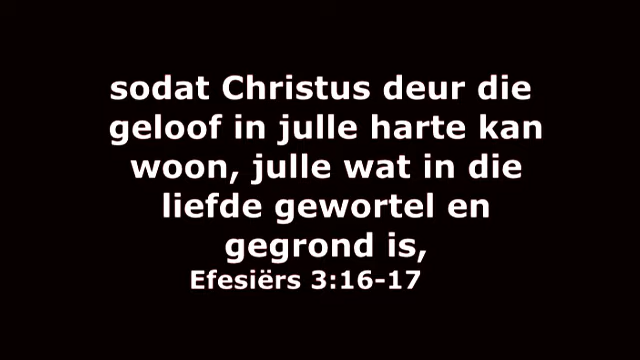 sodat Christus deur die
geloof in julle harte kan
woon, julle wat in die
liefde gewortel en
gegrond is,
Efesiërs 3:16-17